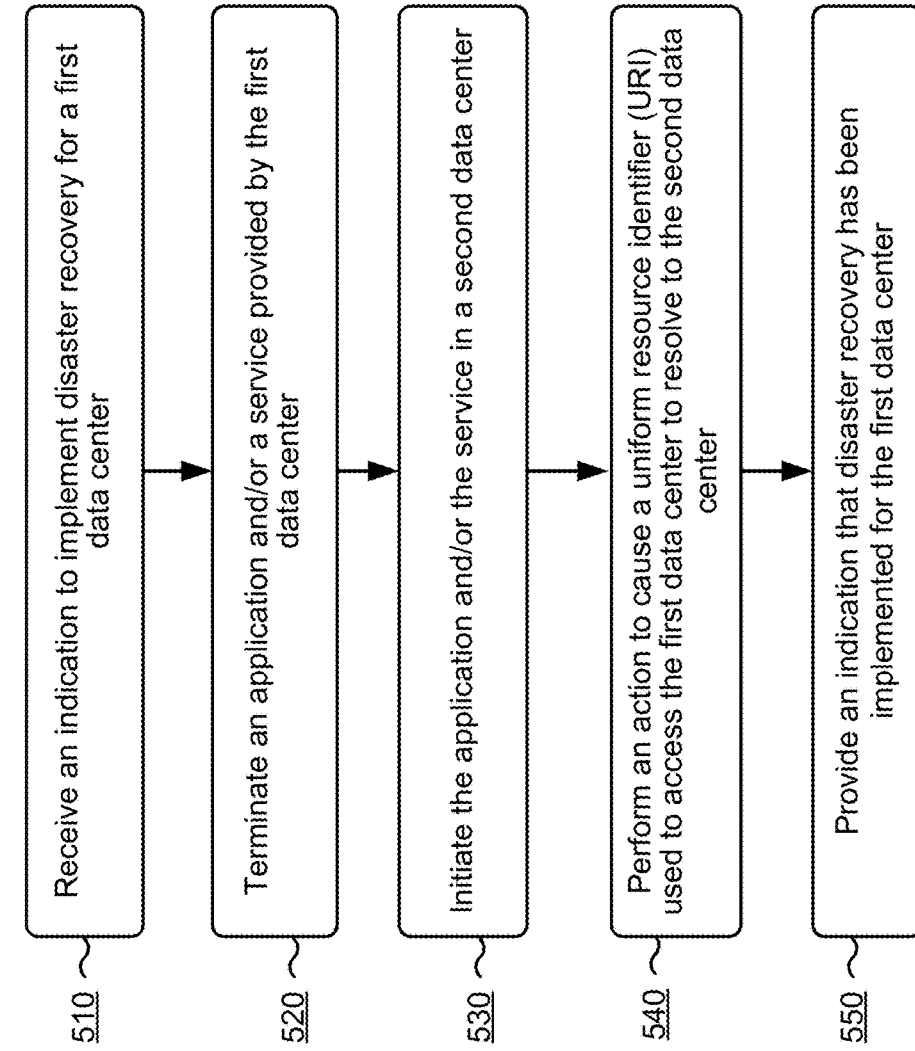 510
Receive an indication to implement disaster recovery for a first
data center
520
Terminate an application and/or a service provided by the first
data center
530
Initiate the application and/or the service in a second data center
540
Perform an action to cause a uniform resource identifier (URI)
used to access the first data center to resolve to the second data
center
550
Provide an indication that disaster recovery has been
implemented for the first data center